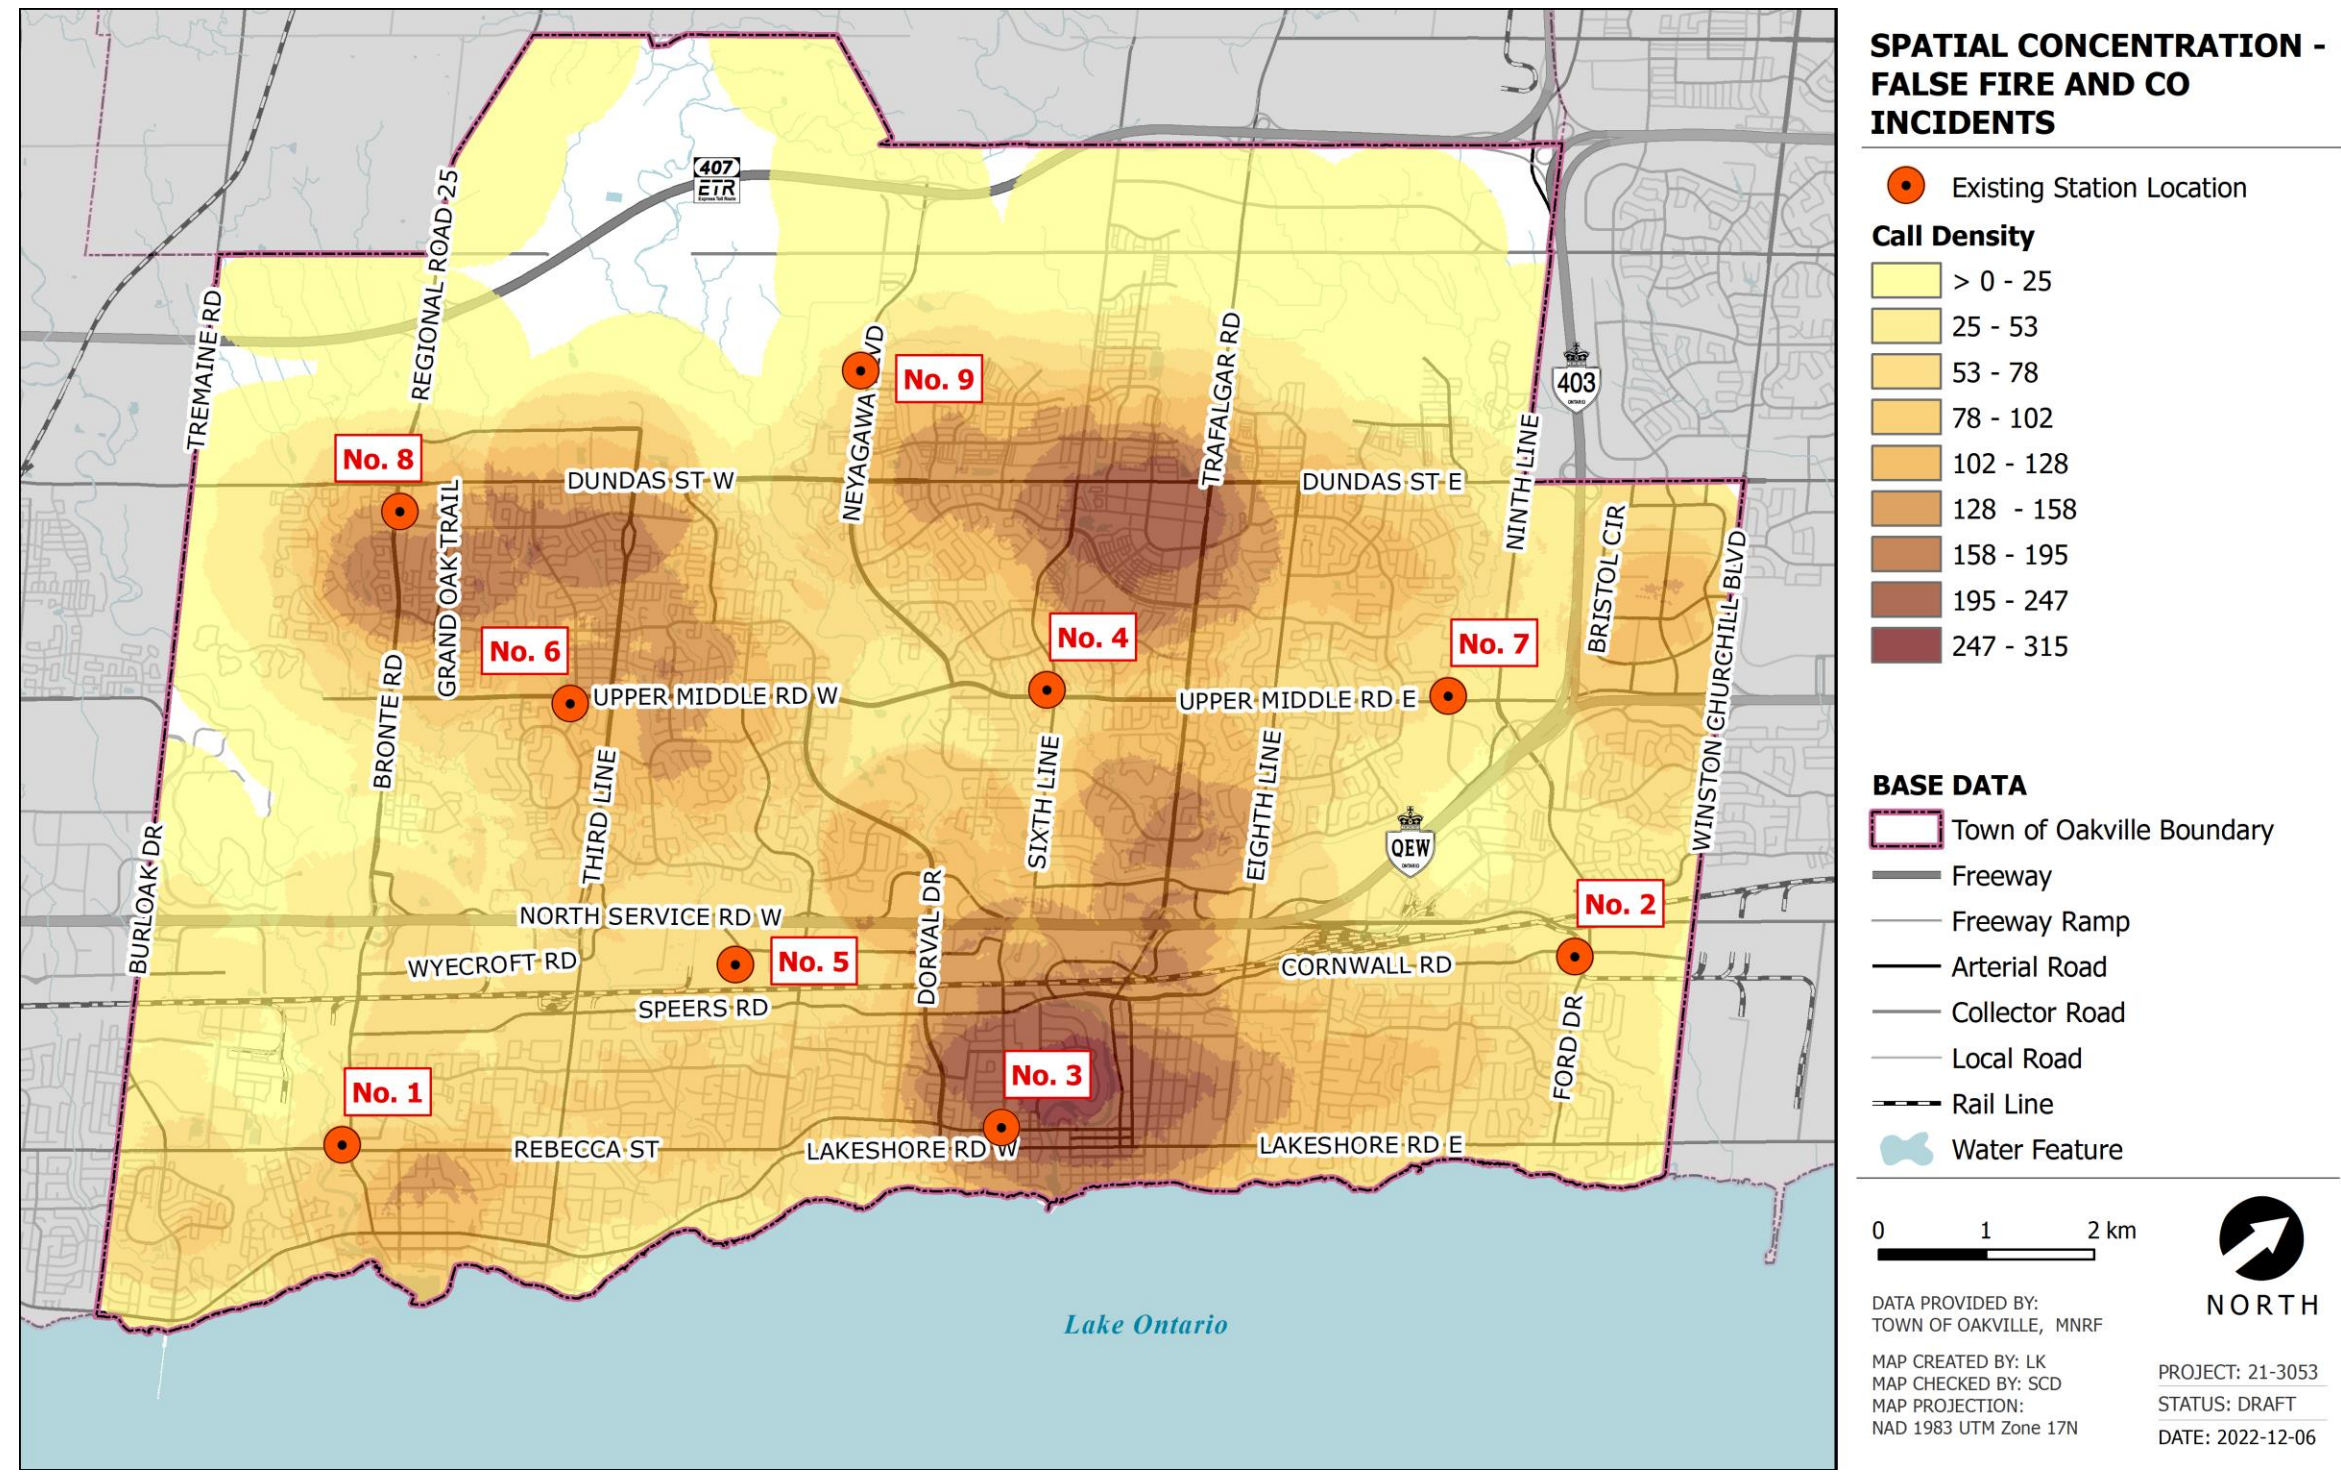 SPATIAL CONCENTRATION -
FALSE FIRE AND CO
INCIDENTS
Existing Station Location
Call Density
> 0 - 25
25 - 53
53 - 78
78 - 102
102 - 128
128 - 158
158 - 195
195 - 247
247 - 315
BASE DATA
Town of Oakville Boundary
Freeway
Freeway Ramp
Arterial Road
Collector Road
Local Road
Rail Line
Water Feature
0 1 2 km
NORTH
DATA PROVIDED BY:
TOWN OF OAKVILLE, MNRF
MAP CREATED BY: LK
MAP CHECKED BY: SCD
MAP PROJECTION:
NAD 1983 UTM Zone 17N
PROJECT: 21-3053
STATUS: DRAFT
DATE: 2022-12-06
407
ETR
Express Toll Route
REGIONAL ROAD 25
TREMAINE RD
NEYAGAWA BLVD
TRAFALGAR RD
403
ONTARIO
No. 9
No. 8
DUNDAS ST W
DUNDAS ST E
NINTH LINE
GRAND OAK TRAIL
BRISTOL CIR
WINSTON CHURCHILL BLVD
No. 6
No. 4
No. 7
BRONTE RD
UPPER MIDDLE RD W
UPPER MIDDLE RD E
THIRD LINE
SIXTH LINE
EIGHTH LINE
QEW
ONTARIO
BURLOAK DR
DORVAL DR
NORTH SERVICE RD W
No. 2
WYECROFT RD
No. 5
CORNWALL RD
SPEERS RD
FORD DR
No. 1
No. 3
REBECCA ST
LAKESHORE RD W
LAKESHORE RD E
Lake Ontario